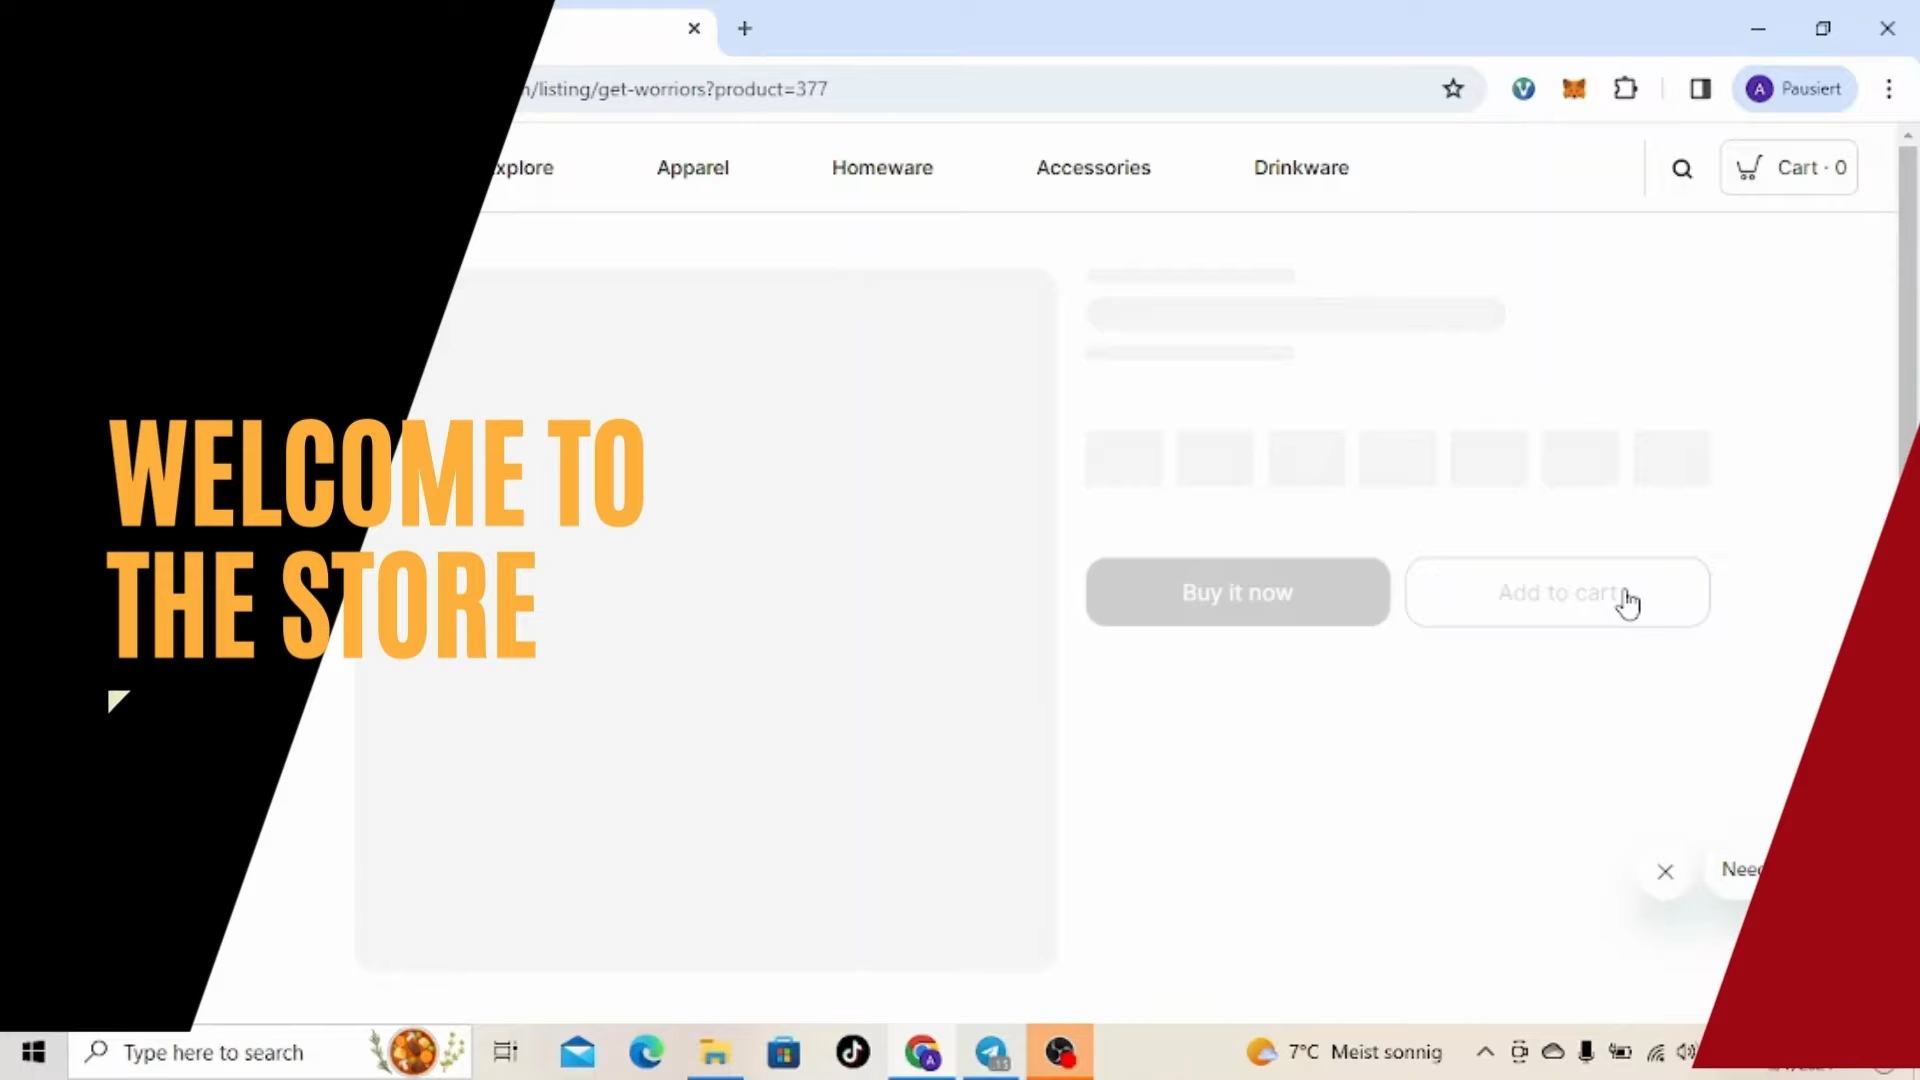 /listing/get-worriors?product=377
A Pausiert
xplore Apparel Homeware Accessories Drinkware Cart · 0
WELCOME TO
THE STORE
Buy it now Add to cart
Type here to search
7°C Meist sonnig